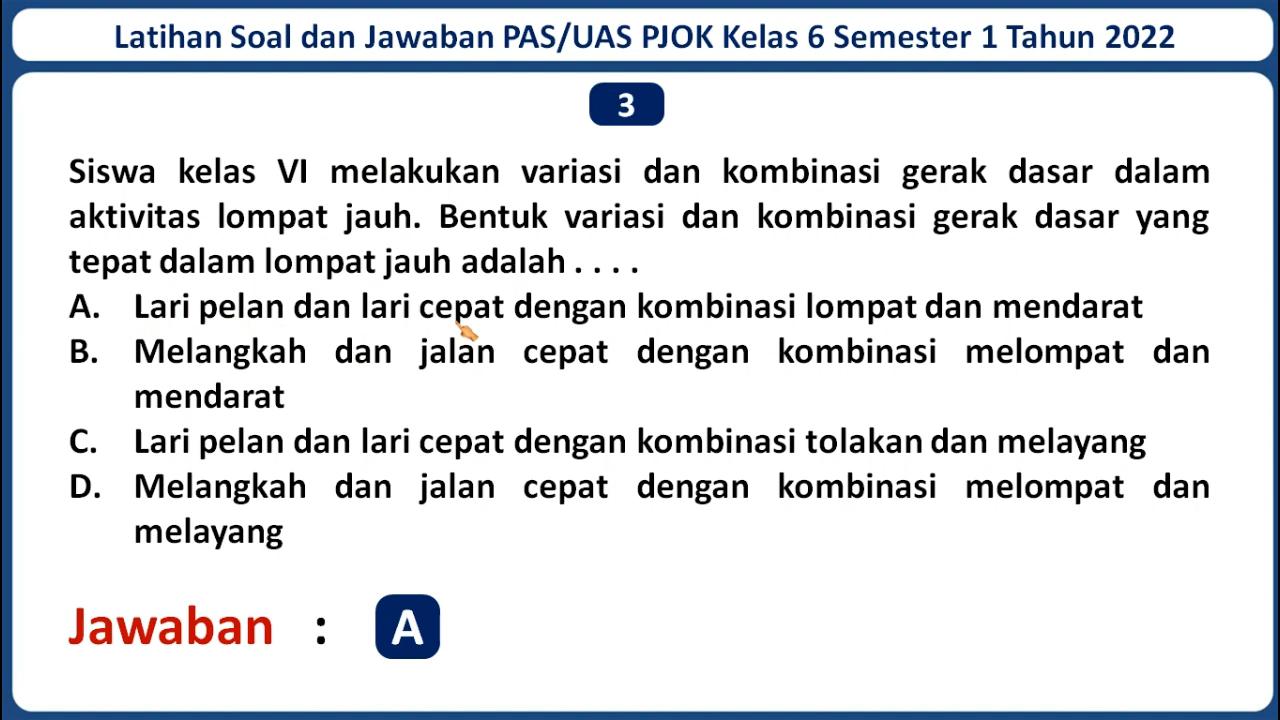 Latihan Soal dan Jawaban PAS/UAS PJOK Kelas 6 Semester 1 Tahun 2022
3
Siswa kelas VI melakukan variasi dan kombinasi gerak dasar dalam
aktivitas lompat jauh. Bentuk variasi dan kombinasi gerak dasar yang
tepat dalam lompat jauh adalah . . . .
A. Lari pelan dan lari cepat dengan kombinasi lompat dan mendarat
B. Melangkah dan jalan cepat dengan kombinasi melompat dan
mendarat
C. Lari pelan dan lari cepat dengan kombinasi tolakan dan melayang
D. Melangkah dan jalan cepat dengan kombinasi melompat dan
melayang
Jawaban : A